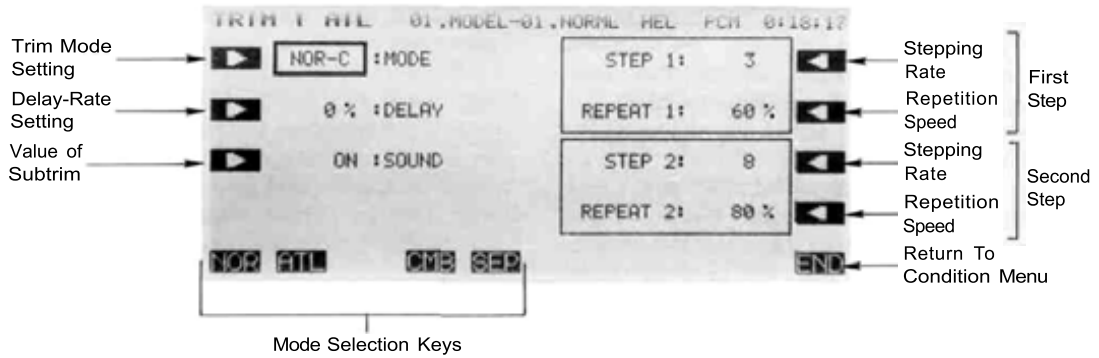 TRIM T ATL 01.MODEL-01.NORML HEL PCM 0:18:17
Trim Mode
Setting
NOR-C :MODE
STEP 1: 3
Stepping
Rate
First
Step
Delay-Rate
Setting
0 % :DELAY
REPEAT 1: 60 %
Repetition
Speed
Value of
Subtrim
ON :SOUND
STEP 2: 8
Stepping
Rate
Second
Step
REPEAT 2: 80 %
Repetition
Speed
NOR ATL CMB SEP END
Return To
Condition Menu
Mode Selection Keys